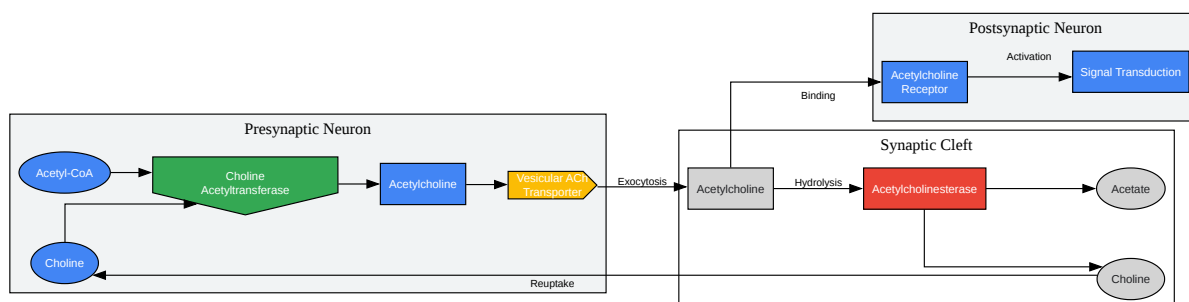 Postsynaptic Neuron
Activation
Acetylcholine
Receptor
Signal Transduction
Binding
Presynaptic Neuron
Synaptic Cleft
Acetyl-CoA
Choline
Acetyltransferase
Acetylcholine
Vesicular ACh
Transporter
Exocytosis
Acetylcholine
Hydrolysis
Acetylcholinesterase
Acetate
Choline
Reuptake
Choline